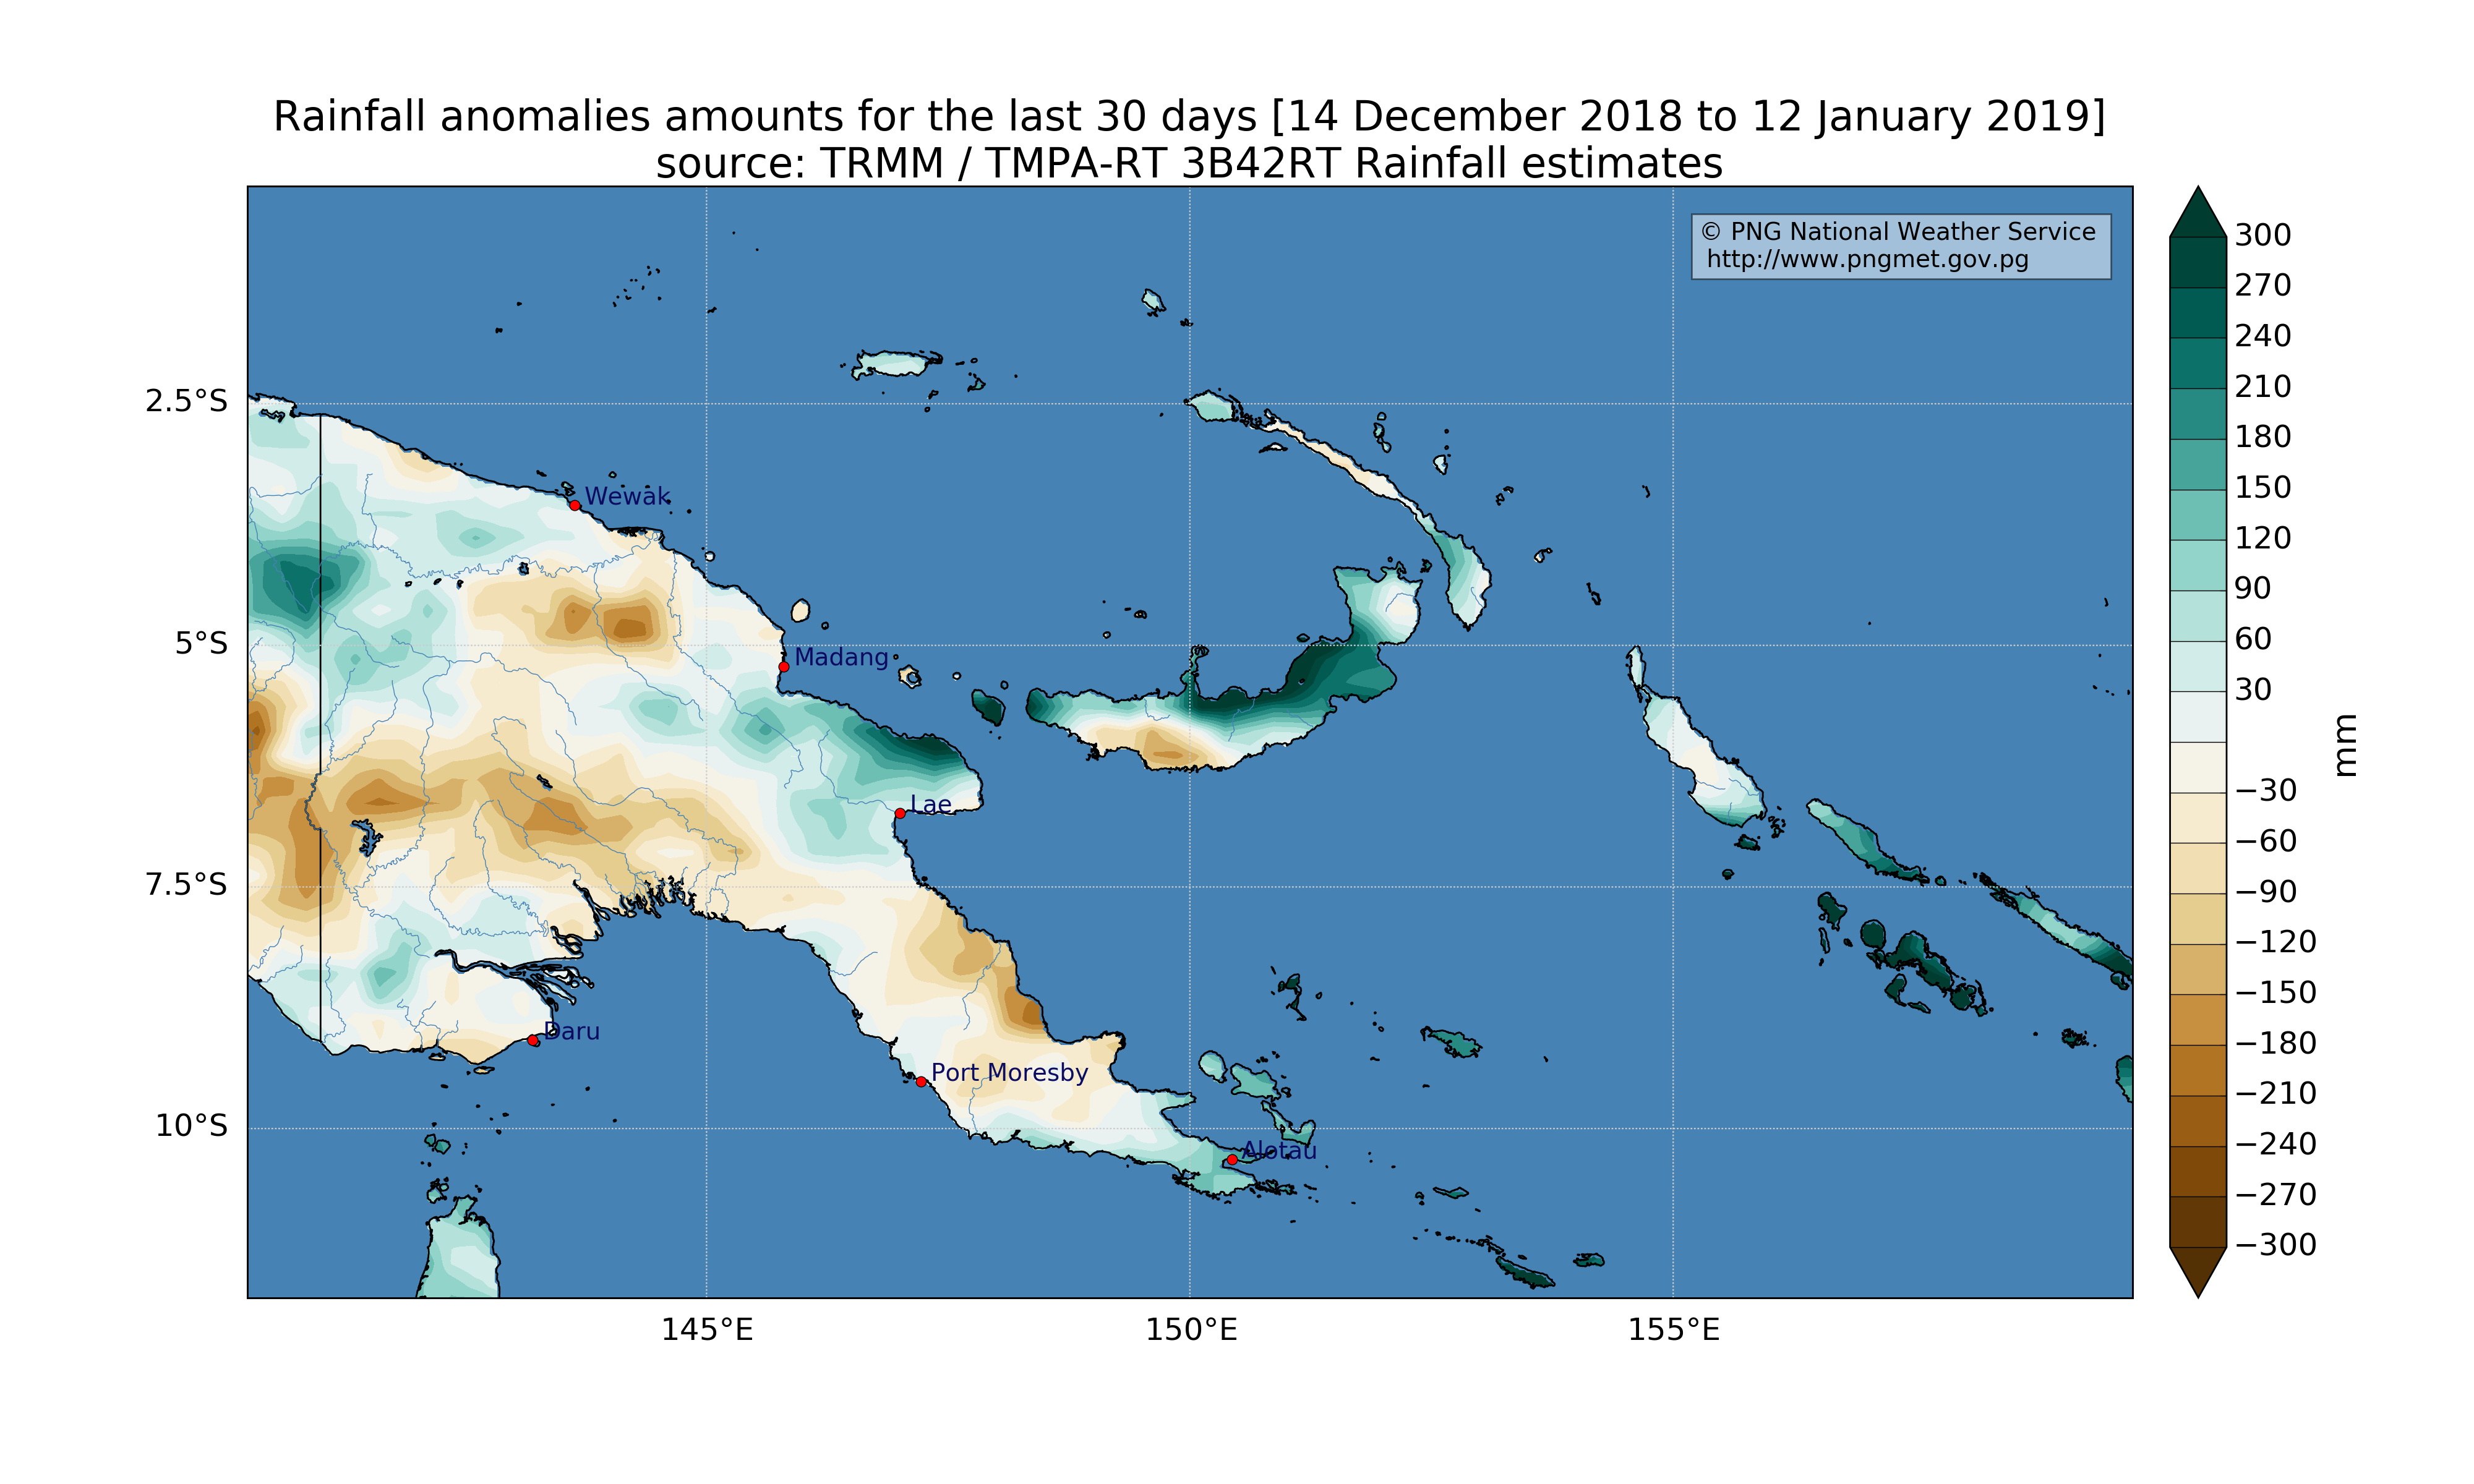 Rainfall anomalies amounts for the last 30 days [14 December 2018 to 12 January 2019]
source: TRMM / TMPA-RT 3B42RT Rainfall estimates
© PNG National Weather Service
http://www.pngmet.gov.pg
2.5°S
5°S
7.5°S
10°S
145°E
150°E
155°E
Wewak
Madang
Lae
Daru
Port Moresby
Alotau
300
270
240
210
180
150
120
90
60
30
−30
−60
−90
−120
−150
−180
−210
−240
−270
−300
mm